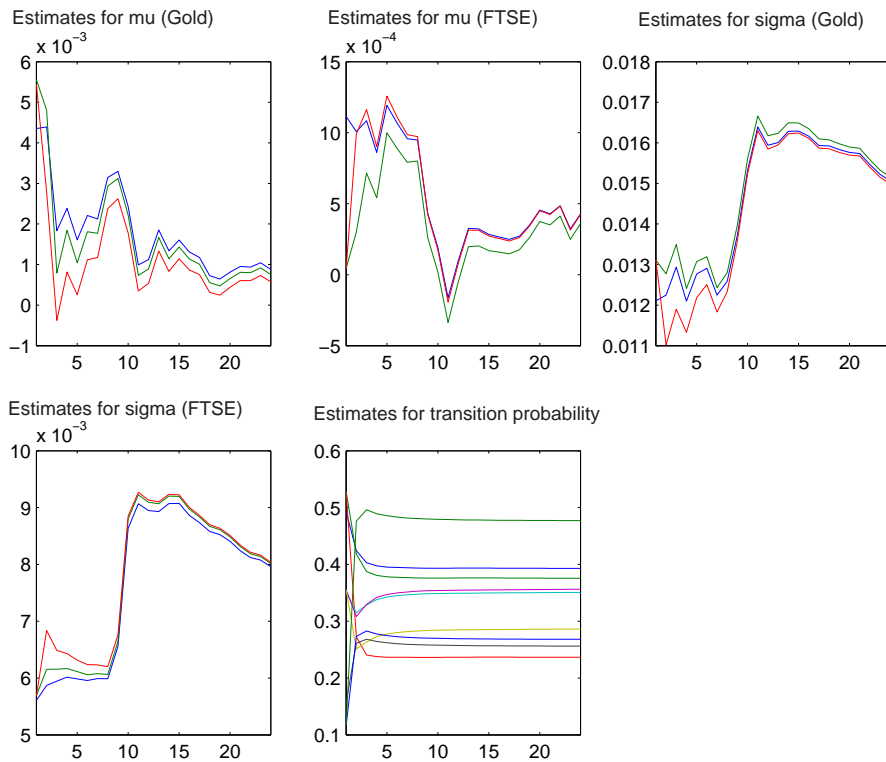 Estimates for mu (Gold)
x 10⁻³
6
5
4
3
2
1
0
−1
5 10 15 20
Estimates for mu (FTSE)
x 10⁻⁴
15
10
5
0
−5
5 10 15 20
Estimates for sigma (Gold)
0.018
0.017
0.016
0.015
0.014
0.013
0.012
0.011
5 10 15 20
Estimates for sigma (FTSE)
x 10⁻³
10
9
8
7
6
5
5 10 15 20
Estimates for transition probability
0.6
0.5
0.4
0.3
0.2
0.1
5 10 15 20